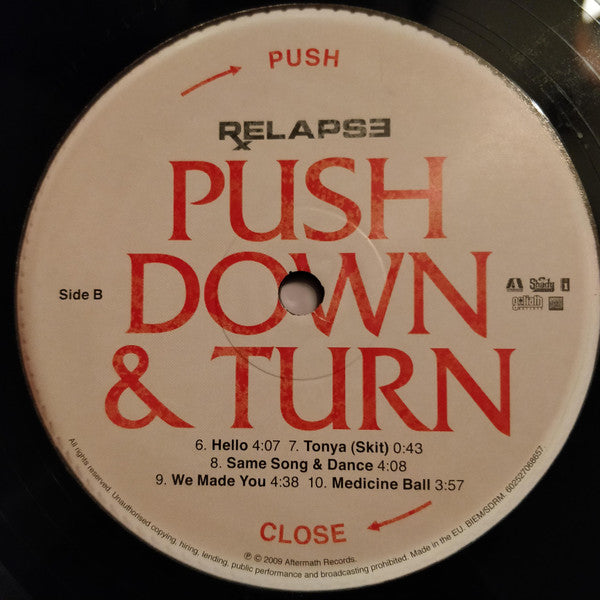 PUSH
RELAPSE
PUSH
DOWN
& TURN
Side B
Shady
goliath
6. Hello 4:07 7. Tonya (Skit) 0:43
8. Same Song & Dance 4:08
9. We Made You 4:38 10. Medicine Ball 3:57
CLOSE
All rights reserved. Unauthorised copying, hiring, lending, public performance and broadcasting prohibited. Made in the EU. BIEM/SDRM. 602527068657.
℗ © 2009 Aftermath Records.